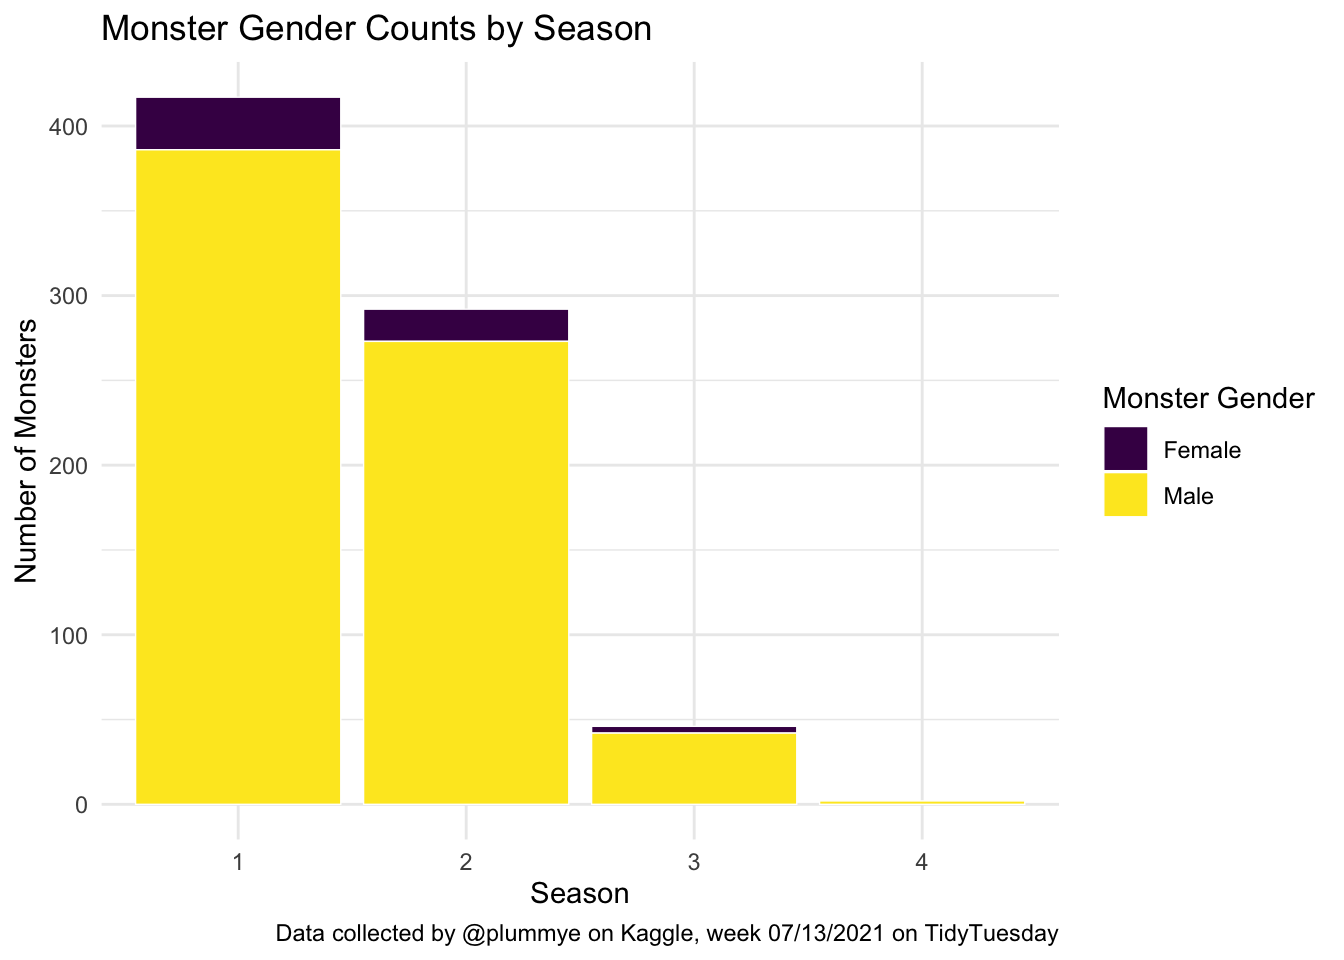 Monster Gender Counts by Season
Number of Monsters
400
300
200
100
0
1 2 3 4
Season
Monster Gender
Female
Male
Data collected by @plummye on Kaggle, week 07/13/2021 on TidyTuesday